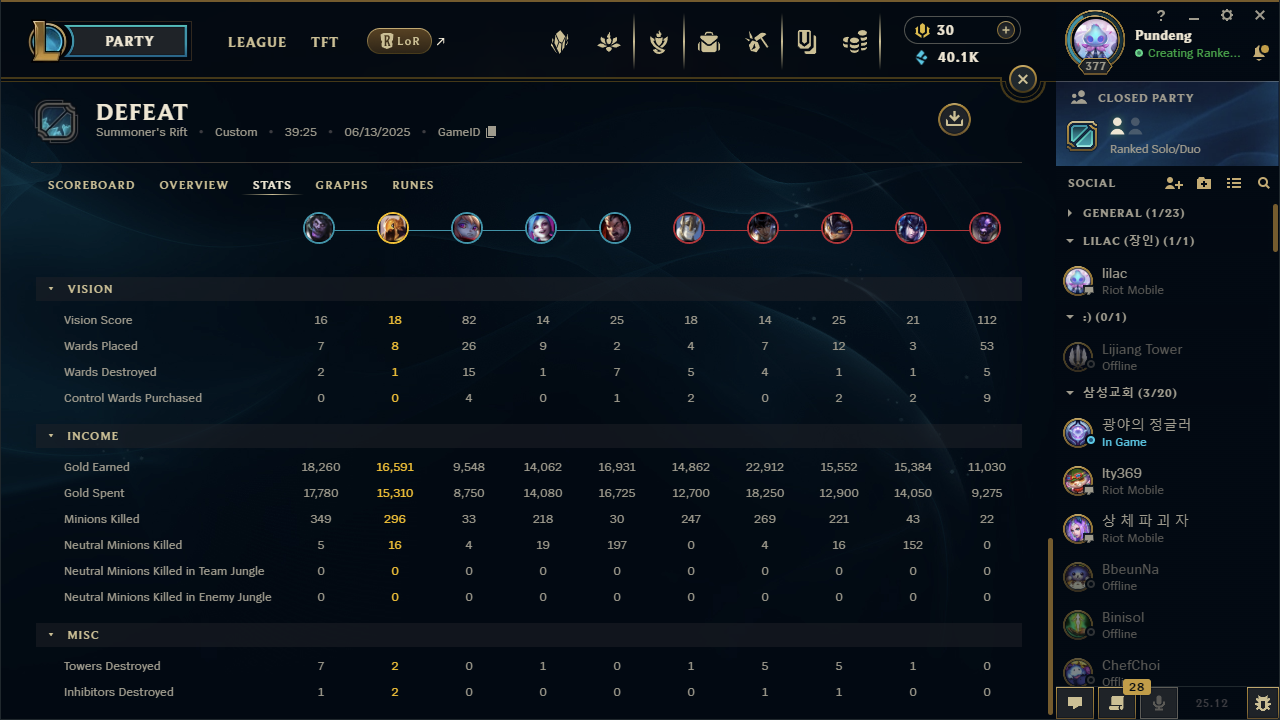 PARTY
LEAGUE TFT LoR
30
40.1K
377
Pundeng
Creating Ranke...
DEFEAT
Summoner's Rift • Custom • 39:25 • 06/13/2025 • GameID
SCOREBOARD OVERVIEW STATS GRAPHS RUNES
VISION
Vision Score 16 18 82 14 25 18 14 25 21 112
Wards Placed 7 8 26 9 2 4 7 12 3 53
Wards Destroyed 2 1 15 1 7 5 4 1 1 5
Control Wards Purchased 0 0 4 0 1 2 0 2 2 9
INCOME
Gold Earned 18,260 16,591 9,548 14,062 16,931 14,862 22,912 15,552 15,384 11,030
Gold Spent 17,780 15,310 8,750 14,080 16,725 12,700 18,250 12,900 14,050 9,275
Minions Killed 349 296 33 218 30 247 269 221 43 22
Neutral Minions Killed 5 16 4 19 197 0 4 16 152 0
Neutral Minions Killed in Team Jungle 0 0 0 0 0 0 0 0 0 0
Neutral Minions Killed in Enemy Jungle 0 0 0 0 0 0 0 0 0 0
MISC
Towers Destroyed 7 2 0 1 0 1 5 5 1 0
Inhibitors Destroyed 1 2 0 0 0 0 1 1 0 0
CLOSED PARTY
Ranked Solo/Duo
SOCIAL
GENERAL (1/23)
LILAC (장인) (1/1)
lilac
Riot Mobile
:) (0/1)
Lijiang Tower
Offline
삼성교회 (3/20)
광야의 정글러
In Game
lty369
Riot Mobile
상 체 파 괴 자
Riot Mobile
BbeunNa
Offline
Binisol
Offline
ChefChoi
28
25.12